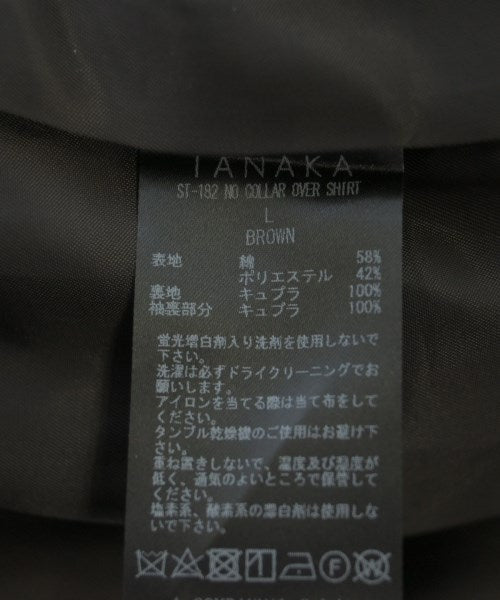 TANAKA
ST-192 NO COLLAR OVER SHIRT
L
BROWN
表地 綿 58%
ポリエステル 42%
裏地 キュプラ 100%
袖裏部分 キュプラ 100%
蛍光増白剤入り洗剤を使用しないで
下さい。
洗濯は必ずドライクリーニングでお
願いします。
アイロンを当てる際は当て布をして
ください。
タンブル乾燥機のご使用はお避け下
さい。
重ね置きしないで、温度及び湿度が
低く、通気のよいところで保管して
ください。
塩素系、酸素系の漂白剤は使用しな
いで下さい。